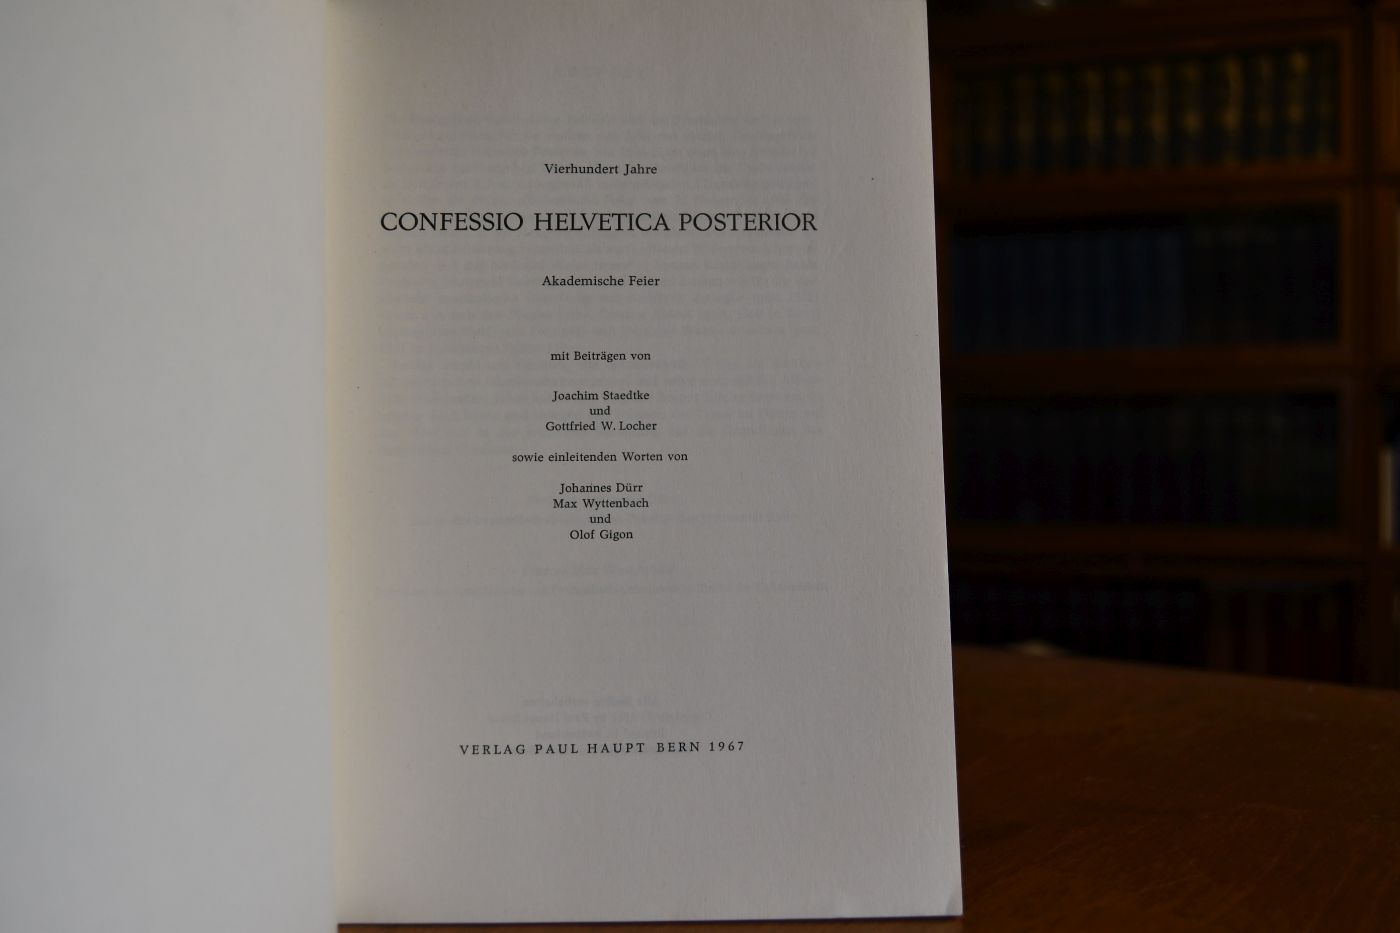 Vierhundert Jahre
CONFESSIO HELVETICA POSTERIOR
Akademische Feier
mit Beiträgen von
Joachim Staedtke
und
Gottfried W. Locher
sowie einleitenden Worten von
Johannes Dürr
Max Wyttenbach
und
Olof Gigon
VERLAG PAUL HAUPT BERN 1967